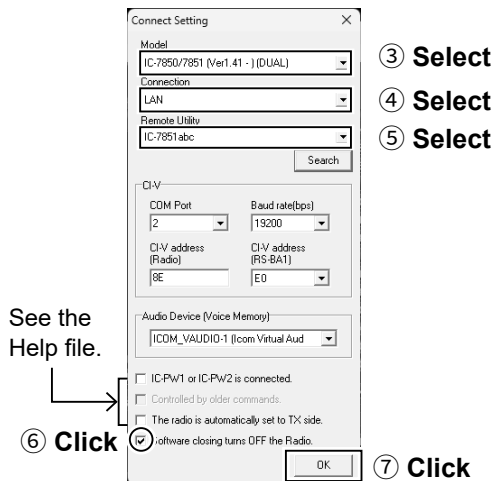 Connect Setting
Model
IC-7850/7851 (Ver1.41 - ) (DUAL)
③ Select
Connection
LAN
④ Select
Remote Utility
IC-7851abc
⑤ Select
Search
CI-V
COM Port
Baud rate(bps)
2
19200
CI-V address
(Radio)
CI-V address
(RS-BA1)
8E
E0
Audio Device (Voice Memory)
ICOM_VAUDIO-1 (Icom Virtual Aud
See the
Help file.
IC-PW1 or IC-PW2 is connected.
Controlled by older commands.
The radio is automatically set to TX side.
⑥ Click
Software closing turns OFF the Radio.
OK
⑦ Click